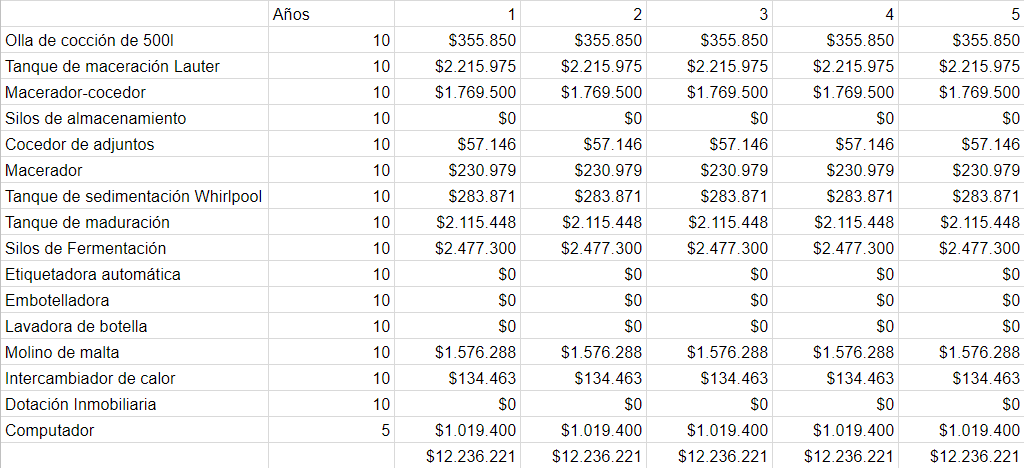 Años 1 2 3 4 5
Olla de cocción de 500l 10 $355.850 $355.850 $355.850 $355.850 $355.850
Tanque de maceración Lauter 10 $2.215.975 $2.215.975 $2.215.975 $2.215.975 $2.215.975
Macerador-cocedor 10 $1.769.500 $1.769.500 $1.769.500 $1.769.500 $1.769.500
Silos de almacenamiento 10 $0 $0 $0 $0 $0
Cocedor de adjuntos 10 $57.146 $57.146 $57.146 $57.146 $57.146
Macerador 10 $230.979 $230.979 $230.979 $230.979 $230.979
Tanque de sedimentación Whirlpool 10 $283.871 $283.871 $283.871 $283.871 $283.871
Tanque de maduración 10 $2.115.448 $2.115.448 $2.115.448 $2.115.448 $2.115.448
Silos de Fermentación 10 $2.477.300 $2.477.300 $2.477.300 $2.477.300 $2.477.300
Etiquetadora automática 10 $0 $0 $0 $0 $0
Embotelladora 10 $0 $0 $0 $0 $0
Lavadora de botella 10 $0 $0 $0 $0 $0
Molino de malta 10 $1.576.288 $1.576.288 $1.576.288 $1.576.288 $1.576.288
Intercambiador de calor 10 $134.463 $134.463 $134.463 $134.463 $134.463
Dotación Inmobiliaria 10 $0 $0 $0 $0 $0
Computador 5 $1.019.400 $1.019.400 $1.019.400 $1.019.400 $1.019.400
$12.236.221 $12.236.221 $12.236.221 $12.236.221 $12.236.221